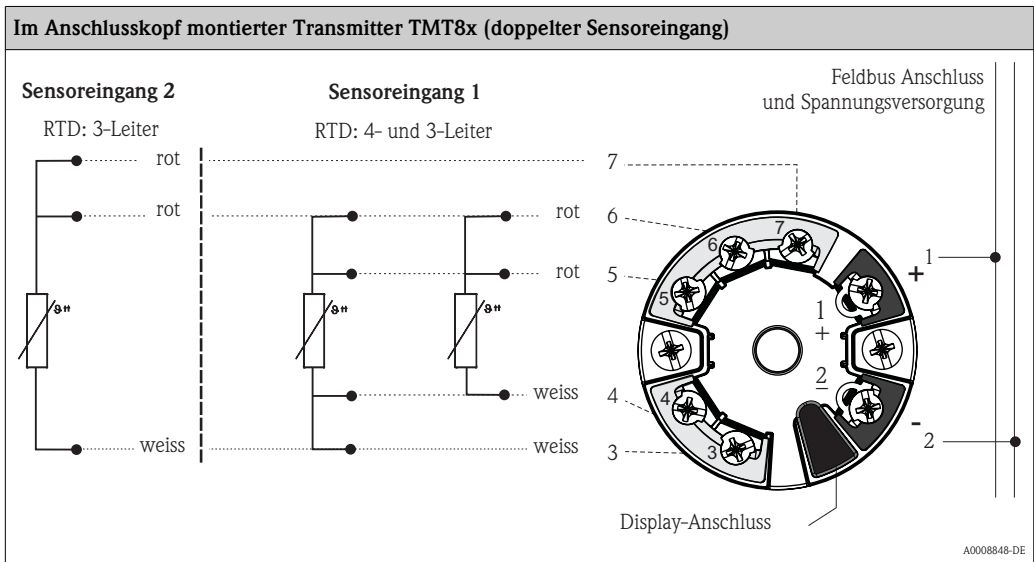 Im Anschlusskopf montierter Transmitter TMT8x (doppelter Sensoreingang)
Feldbus Anschluss
und Spannungsversorgung
Sensoreingang 2
Sensoreingang 1
RTD: 3-Leiter
RTD: 4- und 3-Leiter
rot
7
rot
rot
6
rot
5
weiss
4
weiss
weiss
3
ϑ
ϑ
ϑ
7
6
5
4
3
1
+
2
-
+
1
-
2
Display-Anschluss
A0008848-DE